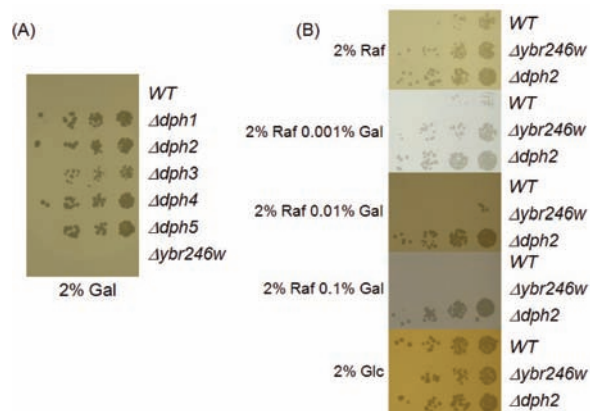 (A)
WT
Δdph1
Δdph2
Δdph3
Δdph4
Δdph5
Δybr246w
2% Gal
(B)
2% Raf
WT
Δybr246w
Δdph2
2% Raf 0.001% Gal
WT
Δybr246w
Δdph2
2% Raf 0.01% Gal
WT
Δybr246w
Δdph2
2% Raf 0.1% Gal
WT
Δybr246w
Δdph2
2% Glc
WT
Δybr246w
Δdph2